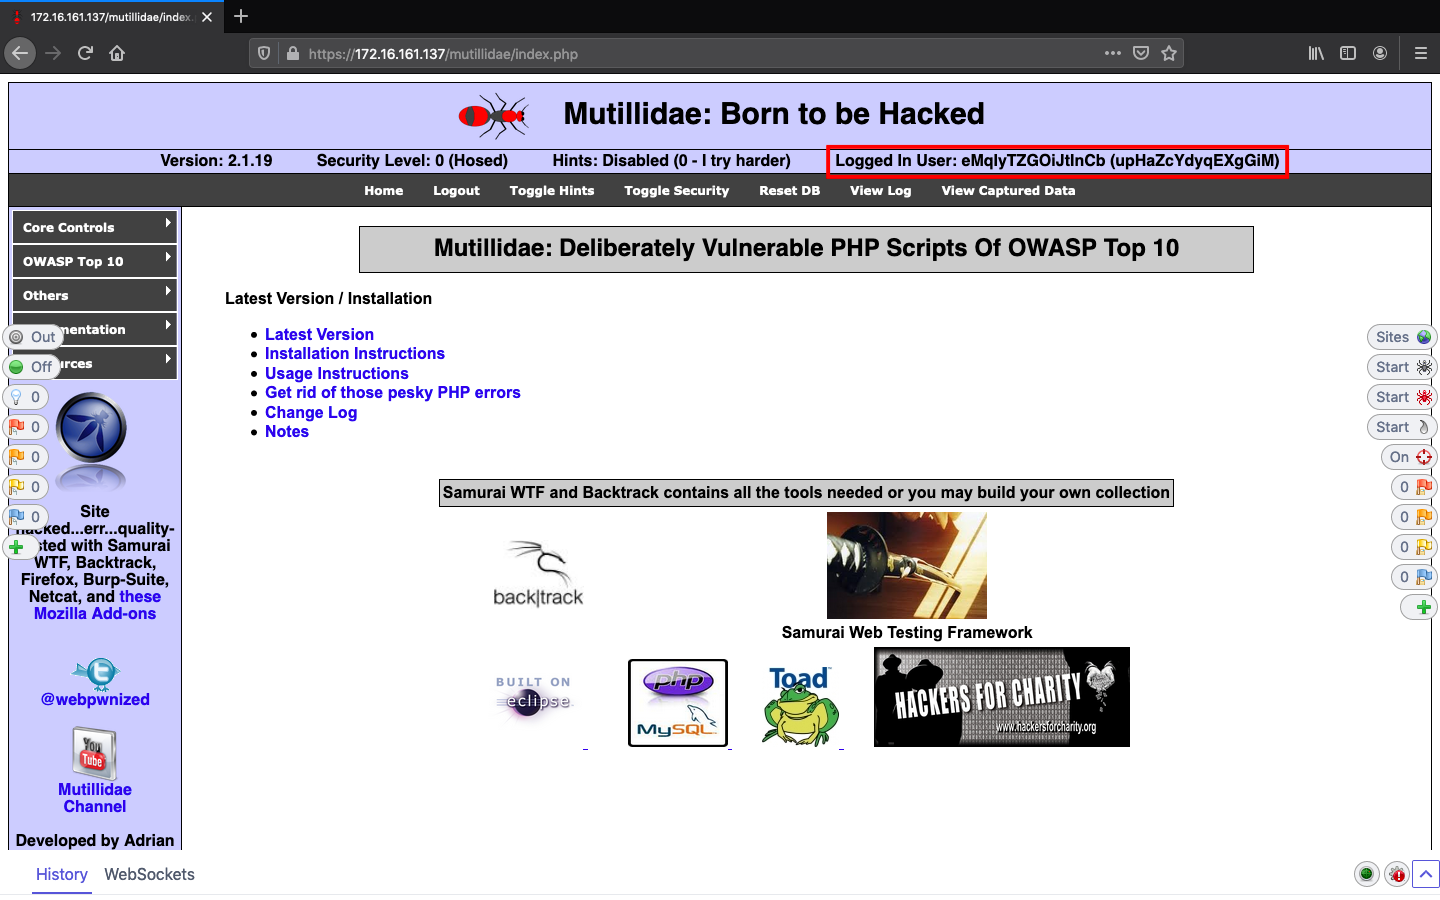 172.16.161.137/mutillidae/index.
https://172.16.161.137/mutillidae/index.php
Mutillidae: Born to be Hacked
Version: 2.1.19 Security Level: 0 (Hosed) Hints: Disabled (0 - I try harder) Logged In User: eMqlyTZGOiJtInCb (upHaZcYdyqEXgGiM)
Home Logout Toggle Hints Toggle Security Reset DB View Log View Captured Data
Core Controls
OWASP Top 10
Others
mentation
urces
Out
Off
0
0
0
0
0
Site
hacked...err...quality-
sted with Samurai
WTF, Backtrack,
Firefox, Burp-Suite,
Netcat, and these
Mozilla Add-ons
@webpwnized
You
Tube
Mutillidae
Channel
Developed by Adrian
Mutillidae: Deliberately Vulnerable PHP Scripts Of OWASP Top 10
Latest Version / Installation
• Latest Version
• Installation Instructions
• Usage Instructions
• Get rid of those pesky PHP errors
• Change Log
• Notes
Samurai WTF and Backtrack contains all the tools needed or you may build your own collection
back|track
Samurai Web Testing Framework
BUILT ON
eclipse
php
MySQL
Toad
HACKERS FOR CHARITY
www.hackersforcharity.org
Sites
Start
Start
Start
On
0
0
0
0
History WebSockets